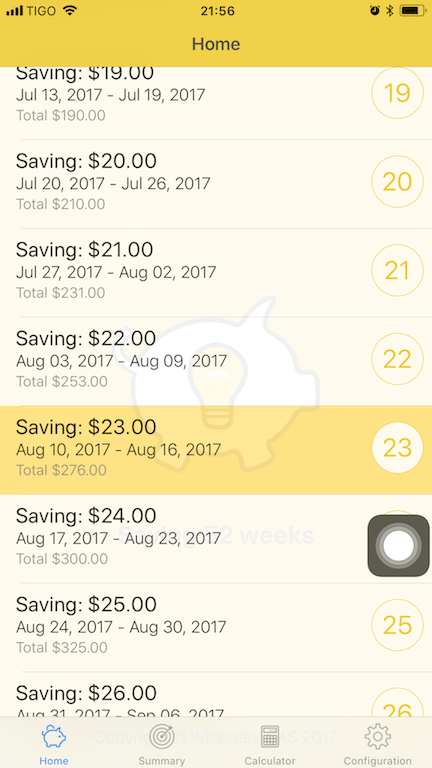 TIGO
21:56
Home
Saving: $19.00
Jul 13, 2017 - Jul 19, 2017
Total $190.00
19
Saving: $20.00
Jul 20, 2017 - Jul 26, 2017
Total $210.00
20
Saving: $21.00
Jul 27, 2017 - Aug 02, 2017
Total $231.00
21
Saving: $22.00
Aug 03, 2017 - Aug 09, 2017
Total $253.00
22
Saving: $23.00
Aug 10, 2017 - Aug 16, 2017
Total $276.00
23
Saving: $24.00
Aug 17, 2017 - Aug 23, 2017
Saving 52 weeks
Total $300.00
Saving: $25.00
Aug 24, 2017 - Aug 30, 2017
Total $325.00
25
Saving: $26.00
Aug 31, 2017 - Sep 06, 2017
26
Copyright © Wiseware SAS 2017
Home
Summary
Calculator
Configuration